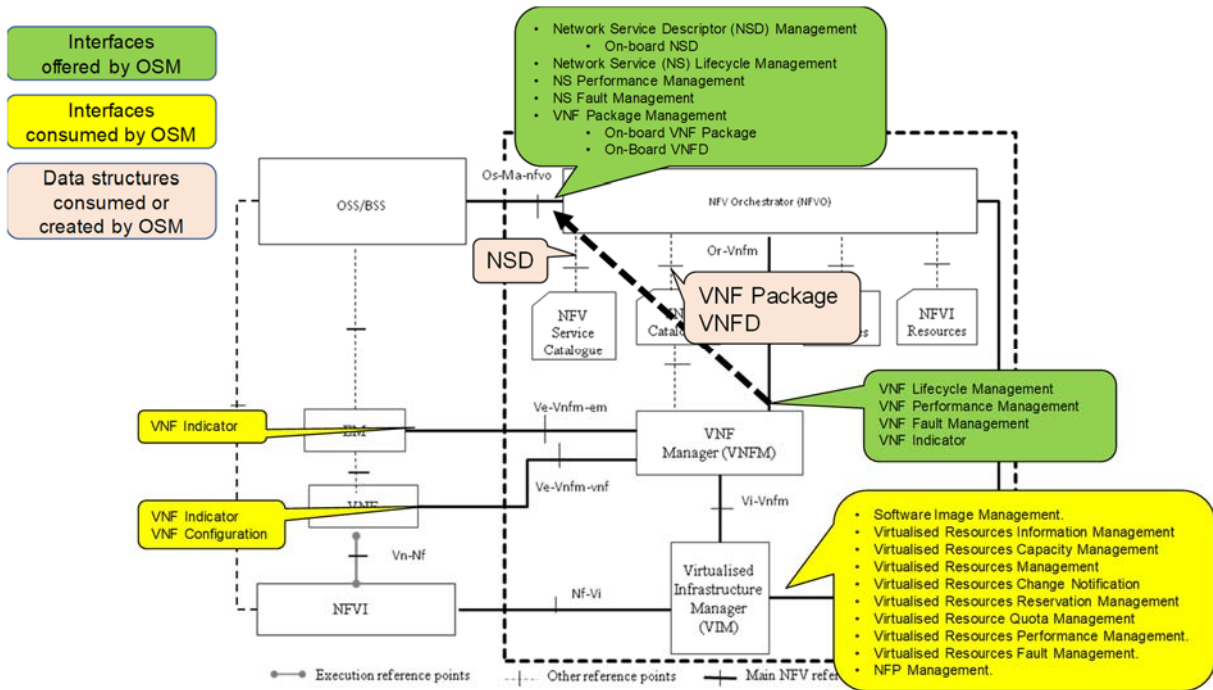 Interfaces
offered by OSM
Interfaces
consumed by OSM
Data structures
consumed or
created by OSM
• Network Service Descriptor (NSD) Management
• On-board NSD
• Network Service (NS) Lifecycle Management
• NS Performance Management
• NS Fault Management
• VNF Package Management
• On-board VNF Package
• On-Board VNFD
Os-Ma-nfvo
OSS/BSS
NFV Orchestrator (NFVO)
NSD
Or-Vnfm
VNF Package
VNFD
NFV
Service
Catalogue
NFVI
Resources
VNF Lifecycle Management
VNF Performance Management
VNF Fault Management
VNF Indicator
VNF Indicator
EM
Ve-Vnfm-em
VNF
Manager (VNFM)
Ve-Vnfm-vnf
VNF Indicator
VNF Configuration
VNF
Vi-Vnfm
Vn-Nf
• Software Image Management.
• Virtualised Resources Information Management
• Virtualised Resources Capacity Management
• Virtualised Resources Management
• Virtualised Resources Change Notification
• Virtualised Resources Reservation Management
• Virtualised Resource Quota Management
• Virtualised Resources Performance Management.
• Virtualised Resources Fault Management.
• NFP Management.
Virtualised
Infrastructure
Manager
(VIM)
NFVI
Nf-Vi
Execution reference points
Other reference points
Main NFV